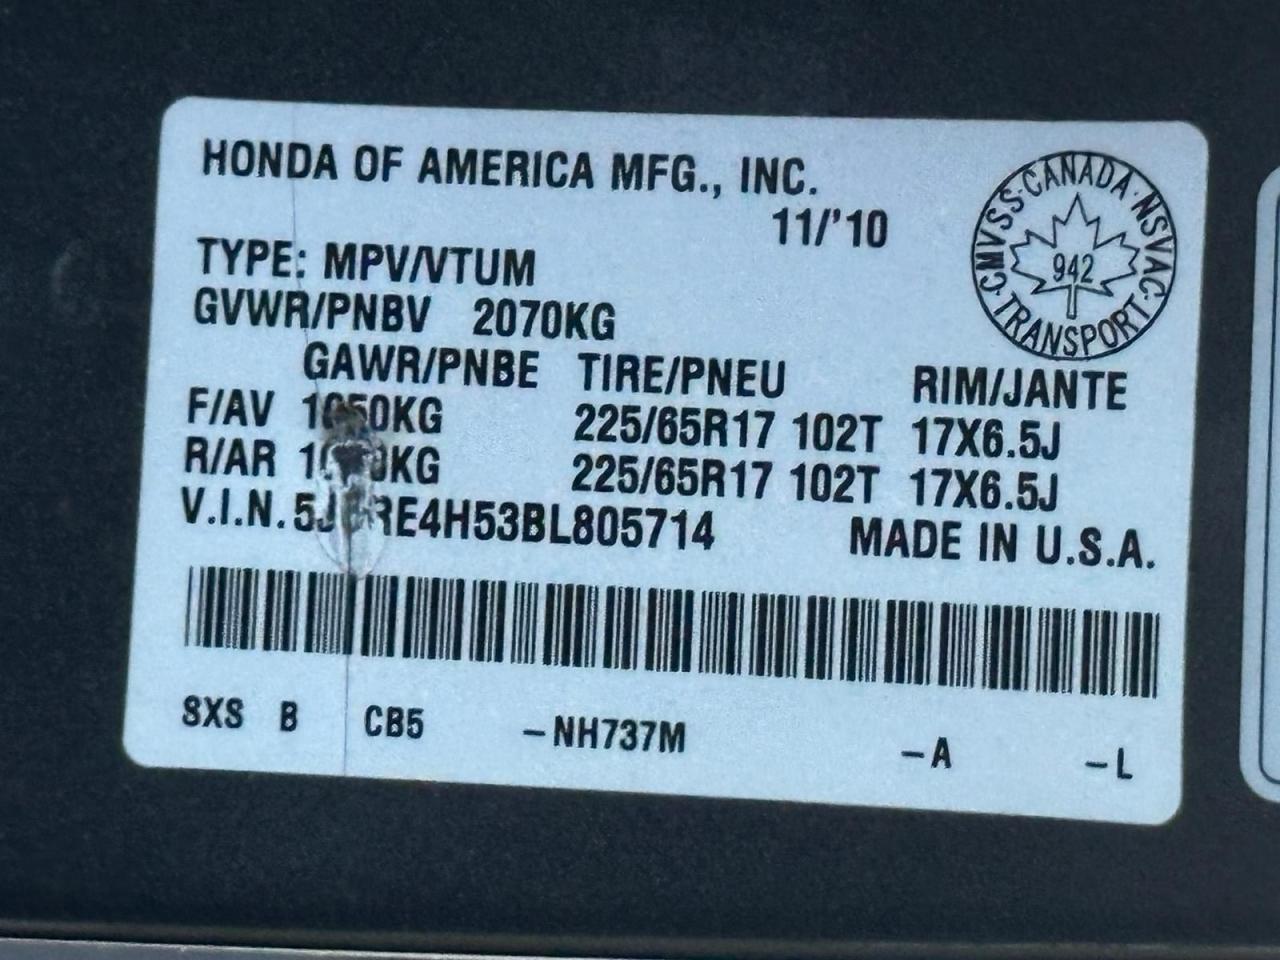 HONDA OF AMERICA MFG., INC.
11/'10
CMVSS·CANADA·NSVAC·TRANSPORT·
942
TYPE: MPV/VTUM
GVWR/PNBV 2070KG
GAWR/PNBE TIRE/PNEU RIM/JANTE
F/AV 1050KG 225/65R17 102T 17X6.5J
R/AR 225/65R17 102T 17X6.5J
V.I.N. MADE IN U.S.A.
SXS B CB5 -NH737M -A -L